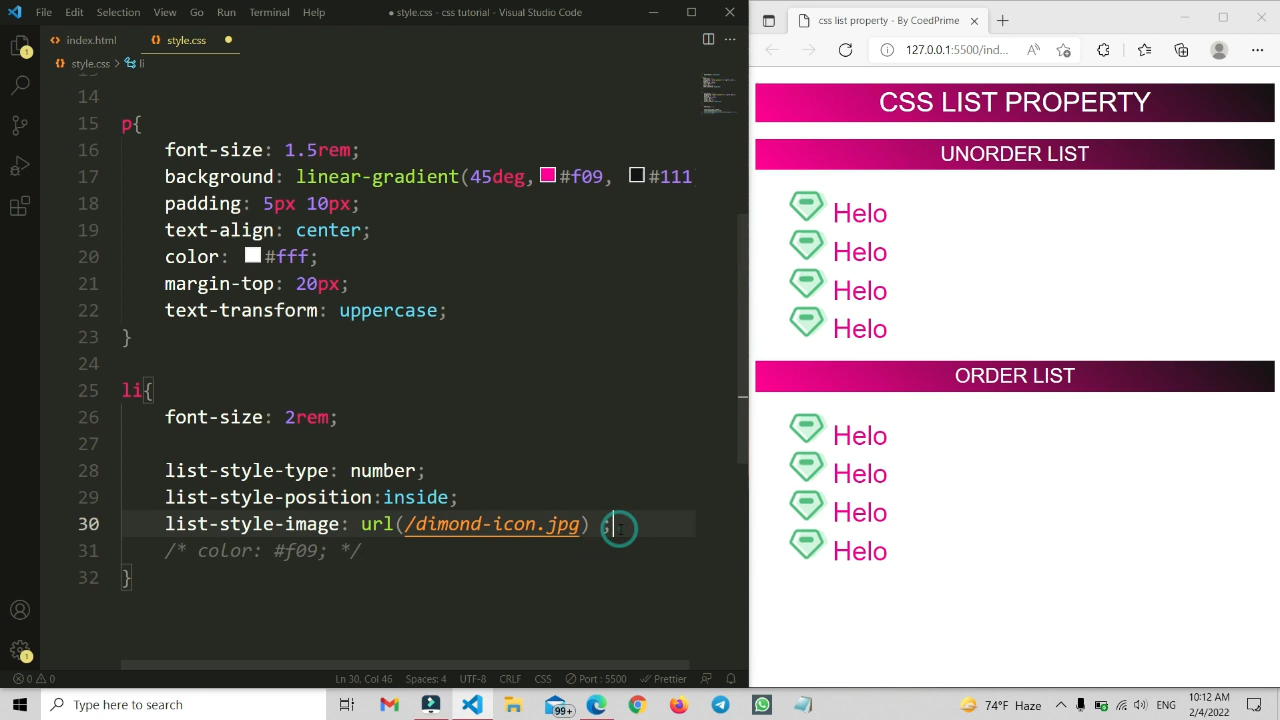 File Edit Selection View Go Run Terminal Help
● style.css - css tutorial - Visual Studio Code
index.html
style.css
style.css > li
14
15 p{
16 font-size: 1.5rem;
17 background: linear-gradient(45deg, #f09, #111
18 padding: 5px 10px;
19 text-align: center;
20 color: #fff;
21 margin-top: 20px;
22 text-transform: uppercase;
23 }
24
25 li{
26 font-size: 2rem;
27
28 list-style-type: number;
29 list-style-position:inside;
30 list-style-image: url(/dimond-icon.jpg) ;
31 /* color: #f09; */
32 }
1
1
0 0
Ln 30, Col 46 Spaces: 4 UTF-8 CRLF CSS Port : 5500 Prettier
css list property - By CoedPrime
127.0.0.1:5500/ind...
CSS LIST PROPERTY
UNORDER LIST
Helo
Helo
Helo
Helo
ORDER LIST
Helo
Helo
Helo
Helo
Type here to search
99+
74°F Haze
10:12 AM
2/4/2022